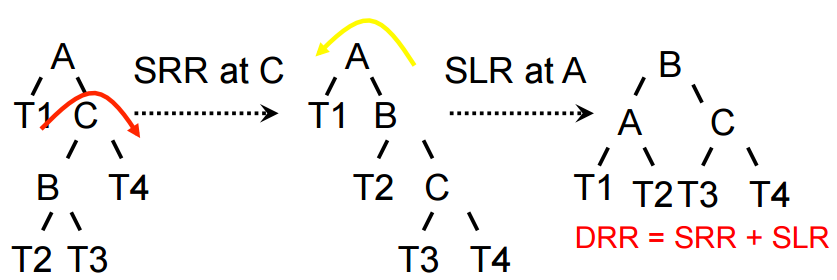 A
SRR at C
A
SLR at A
B
T1 C
T1 B
A
C
B
T4
T2
C
T1
T2
T3
T4
T2 T3
T3
T4
DRR = SRR + SLR